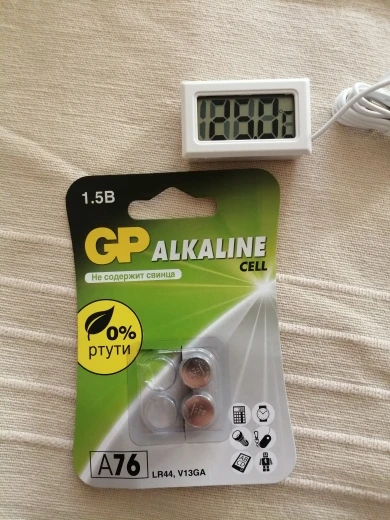 1.5В
GP ALKALINE
CELL
Не содержит свинца
0%
ртути
A76
LR44, V13GA